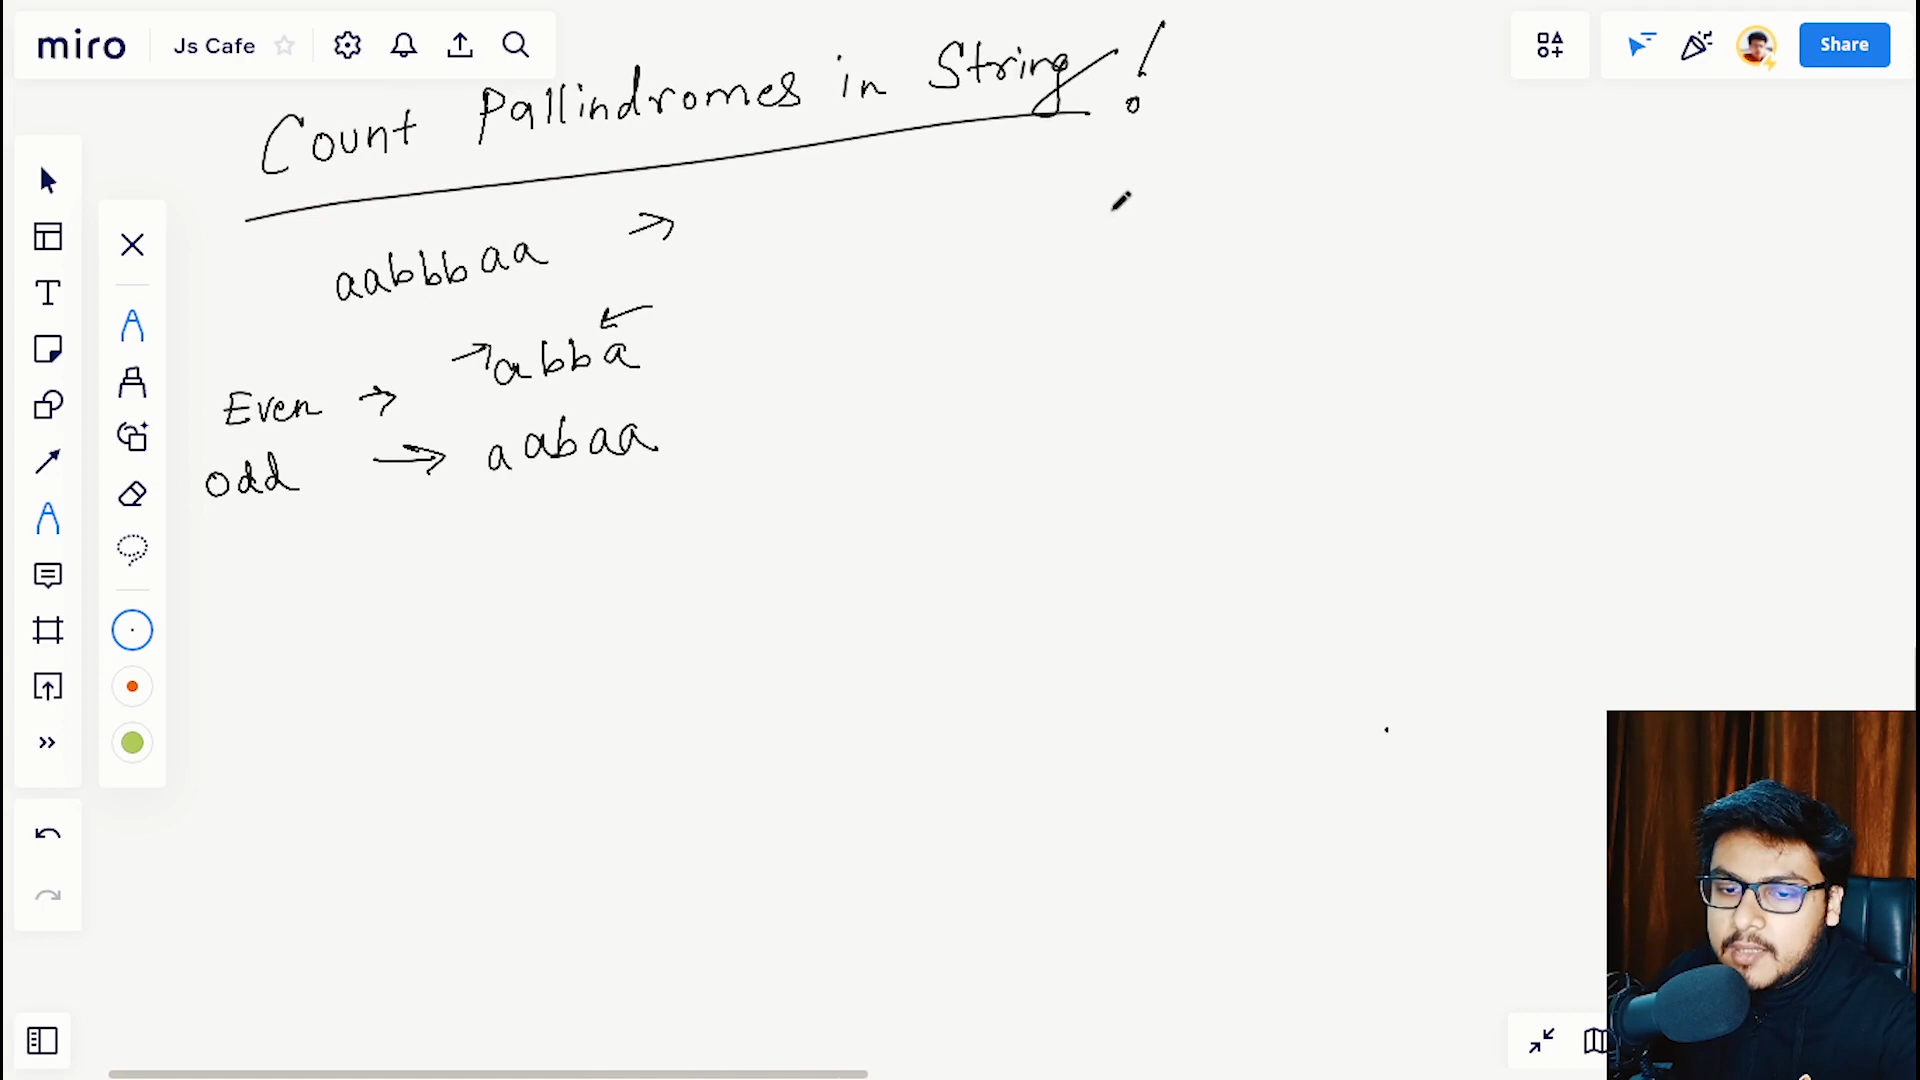 miro
Js Cafe
Share
Count Pallindromes in String!
aabbbaa →
Even → →abba ←
odd → aabaa